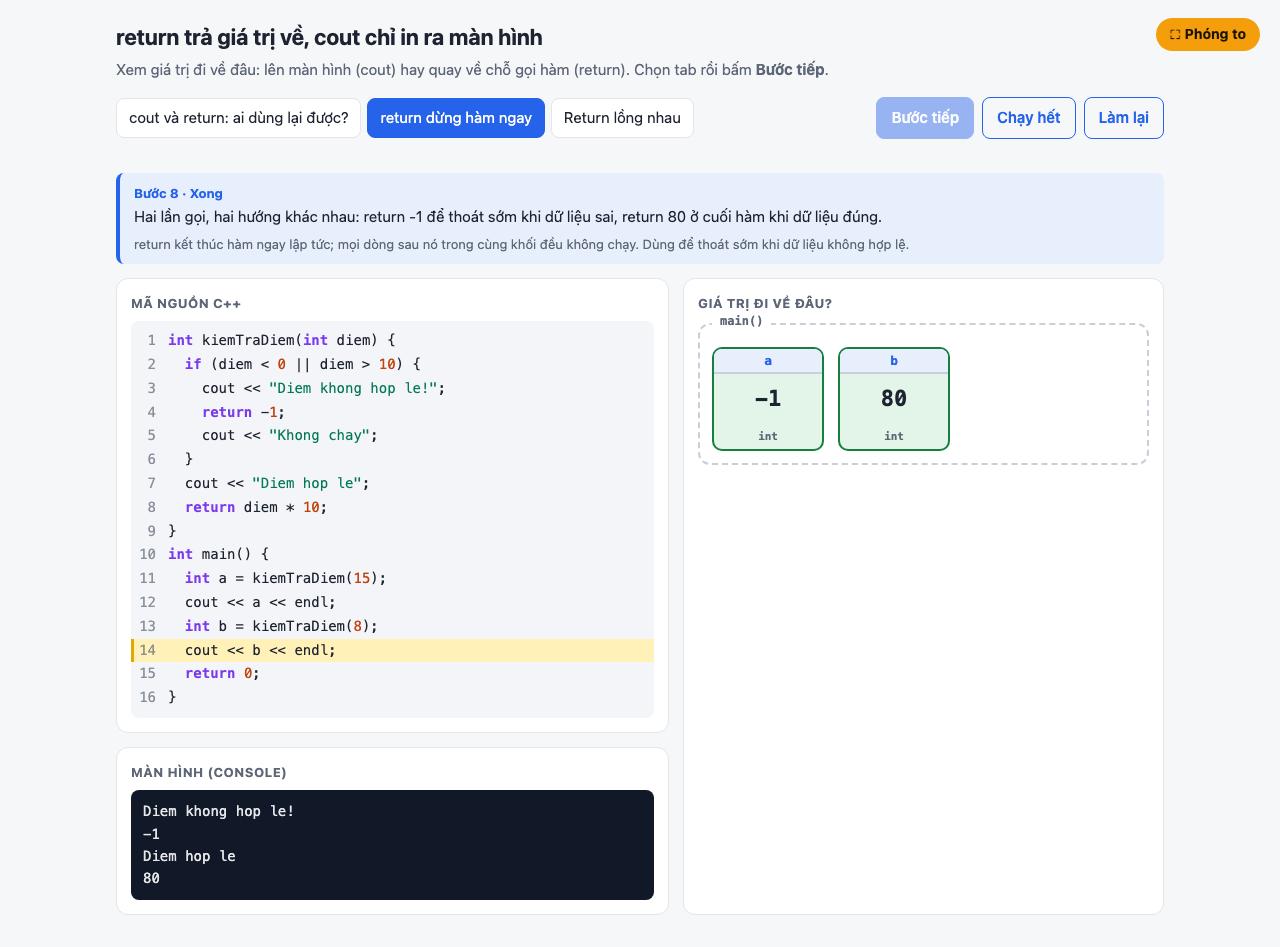 return trả giá trị về, cout chỉ in ra màn hình
⛶ Phóng to
Xem giá trị đi về đâu: lên màn hình (cout) hay quay về chỗ gọi hàm (return). Chọn tab rồi bấm Bước tiếp.
cout và return: ai dùng lại được?
return dừng hàm ngay
Return lồng nhau
Bước tiếp
Chạy hết
Làm lại
Bước 8 · Xong
Hai lần gọi, hai hướng khác nhau: return -1 để thoát sớm khi dữ liệu sai, return 80 ở cuối hàm khi dữ liệu đúng.
return kết thúc hàm ngay lập tức; mọi dòng sau nó trong cùng khối đều không chạy. Dùng để thoát sớm khi dữ liệu không hợp lệ.
MÃ NGUỒN C++
1 int kiemTraDiem(int diem) {
2 if (diem < 0 || diem > 10) {
3 cout << "Diem khong hop le!";
4 return -1;
5 cout << "Khong chay";
6 }
7 cout << "Diem hop le";
8 return diem * 10;
9 }
10 int main() {
11 int a = kiemTraDiem(15);
12 cout << a << endl;
13 int b = kiemTraDiem(8);
14 cout << b << endl;
15 return 0;
16 }
MÀN HÌNH (CONSOLE)
Diem khong hop le!
-1
Diem hop le
80
GIÁ TRỊ ĐI VỀ ĐÂU?
main()
a
-1
int
b
80
int